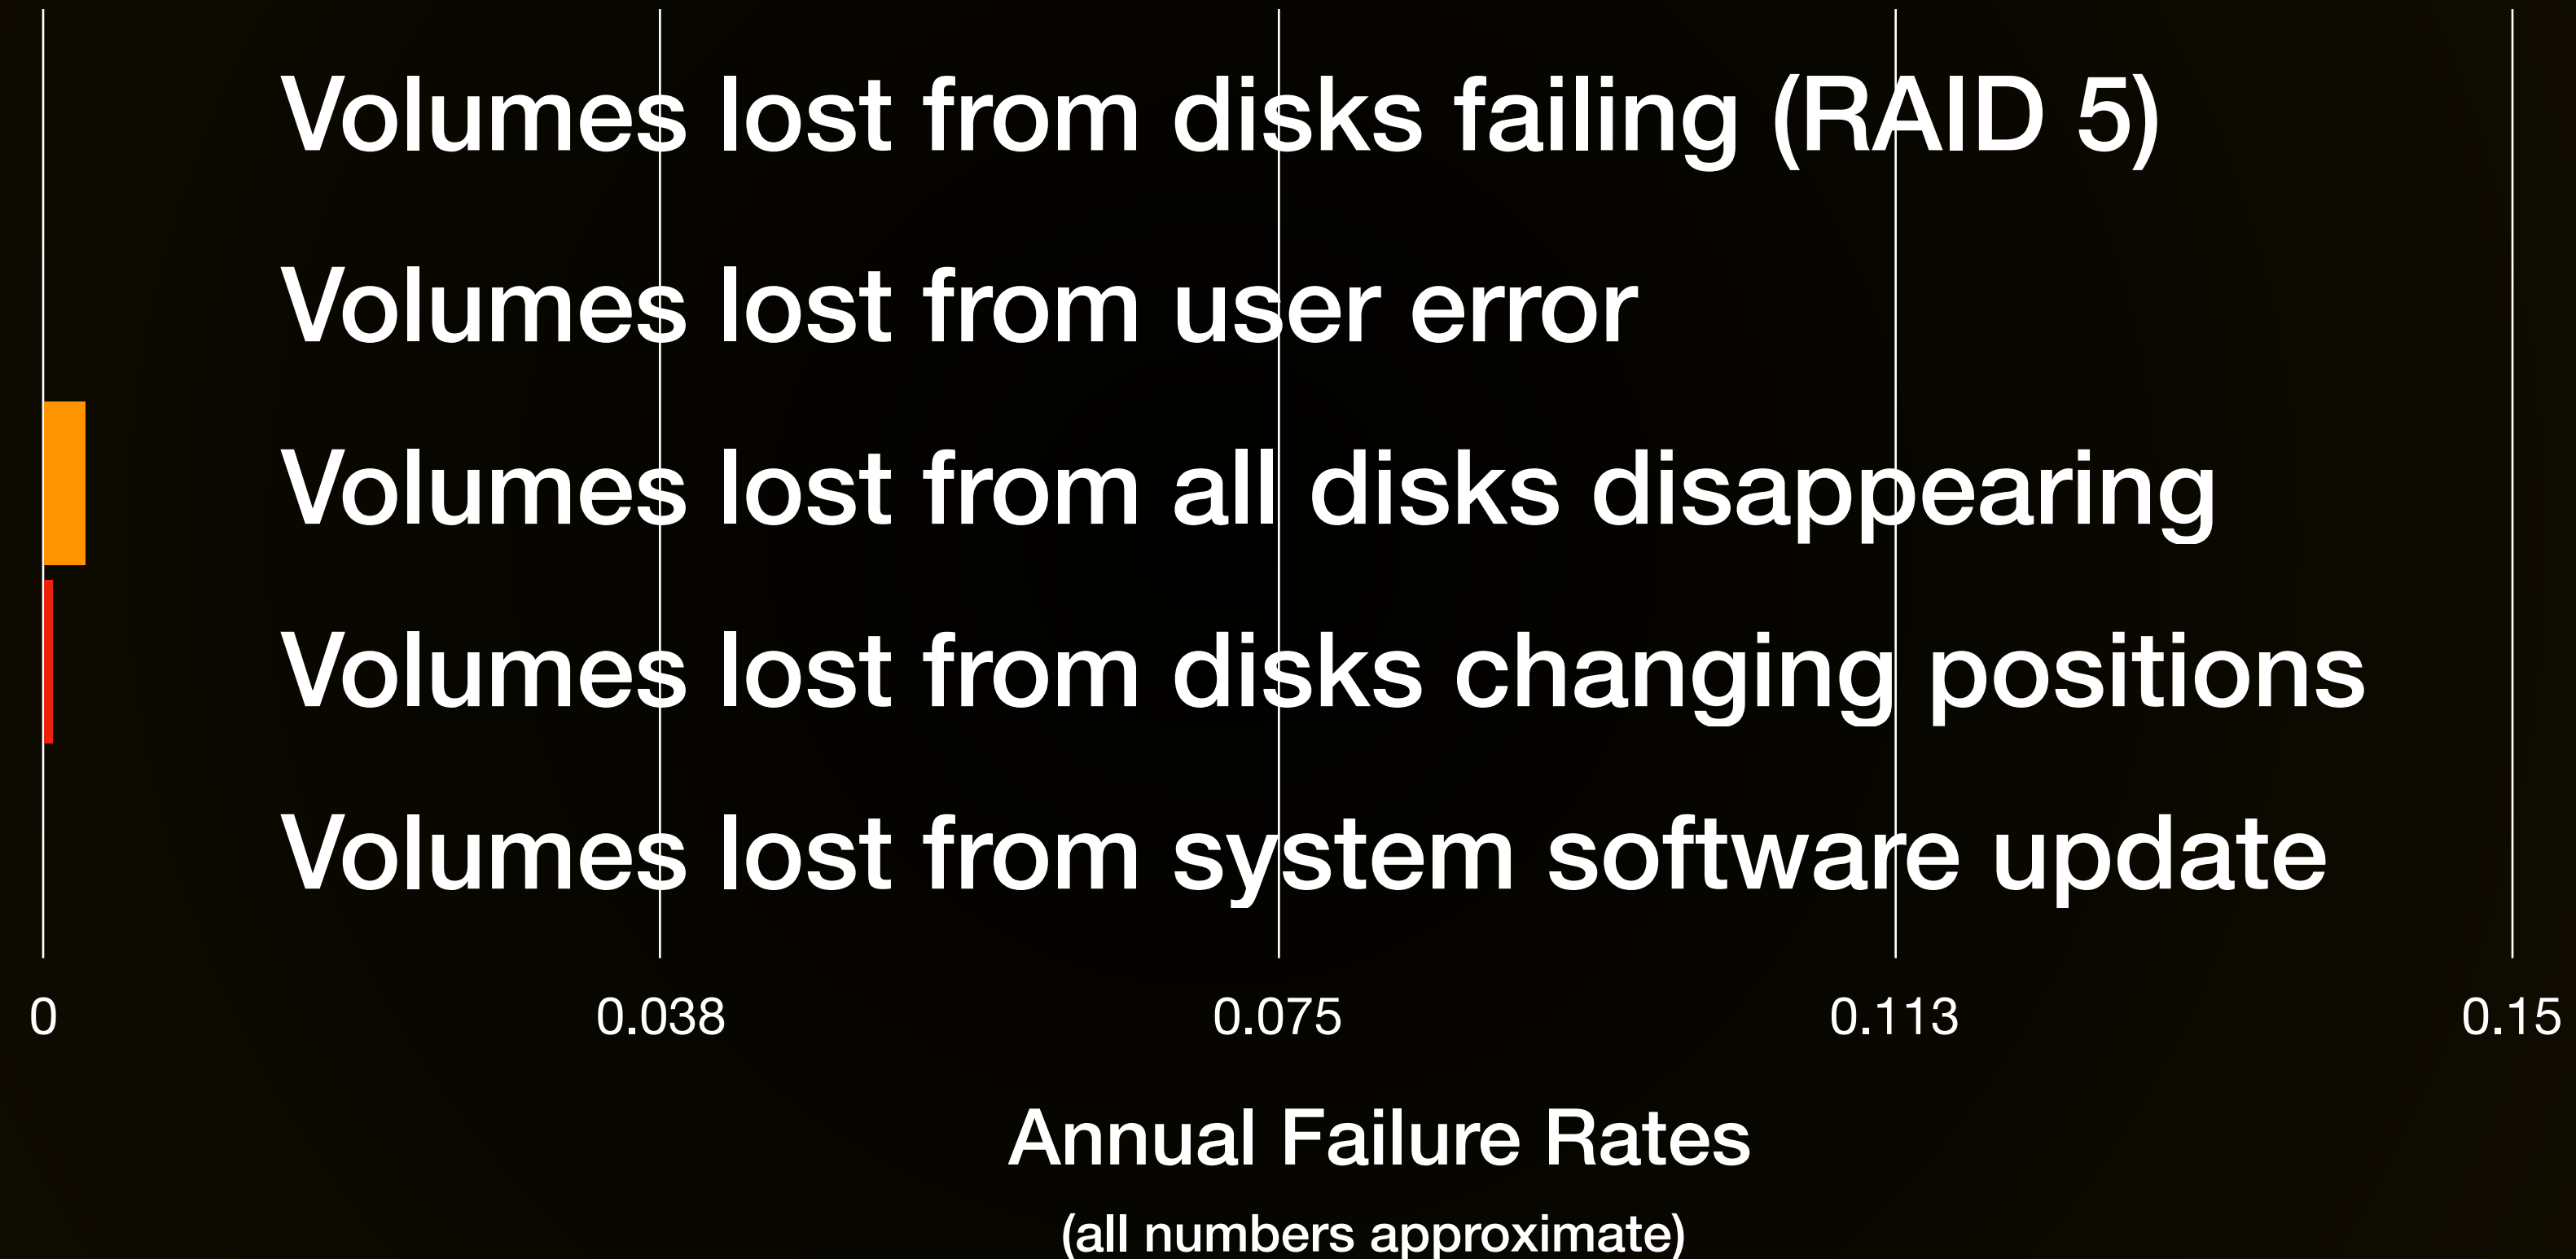 Volumes lost from disks failing (RAID 5)
Volumes lost from user error
Volumes lost from all disks disappearing
Volumes lost from disks changing positions
Volumes lost from system software update
0 0.038 0.075 0.113 0.15
Annual Failure Rates
(all numbers approximate)